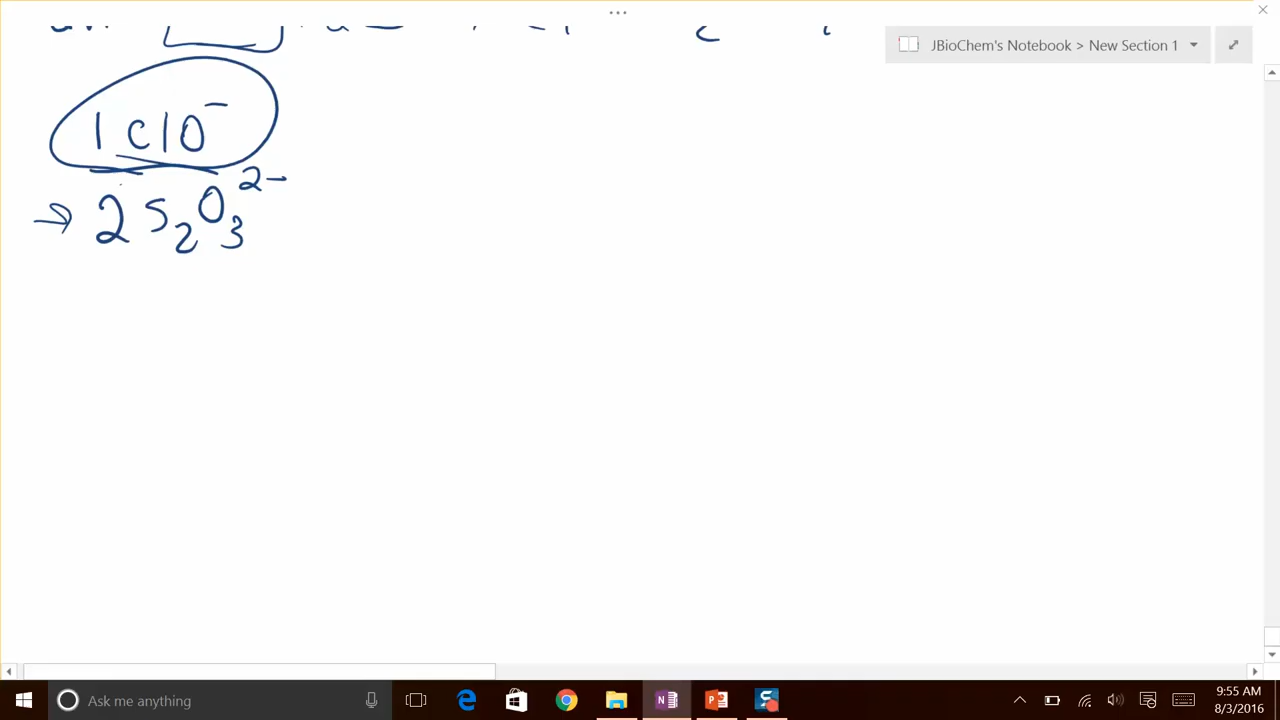 JBioChem's Notebook > New Section 1
1 ClO⁻
→ 2 S₂O₃²⁻
Ask me anything
9:55 AM
8/3/2016